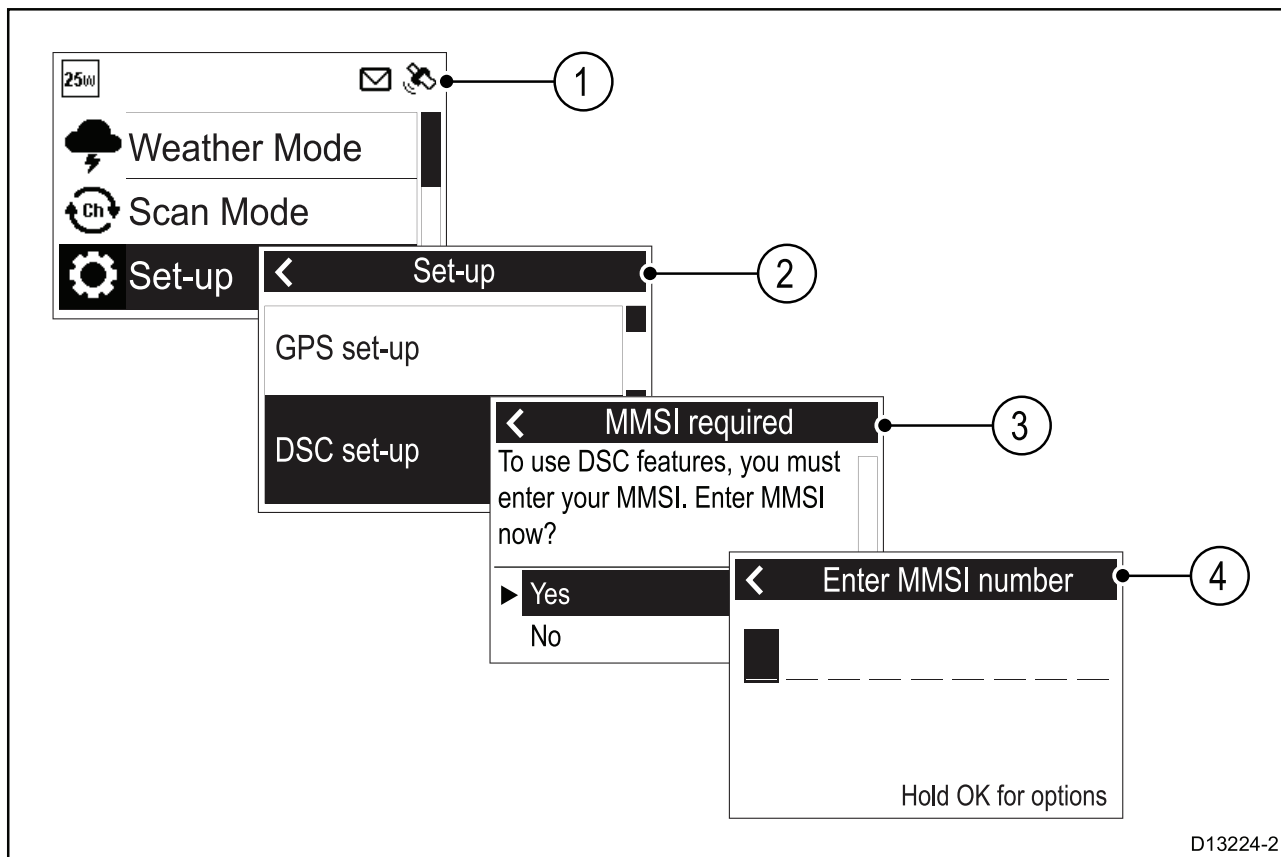 25W
1
Weather Mode
Ch
Scan Mode
Set-up
Set-up
2
GPS set-up
DSC set-up
MMSI required
3
To use DSC features, you must
enter your MMSI. Enter MMSI
now?
Yes
No
Enter MMSI number
4
Hold OK for options
D13224-2